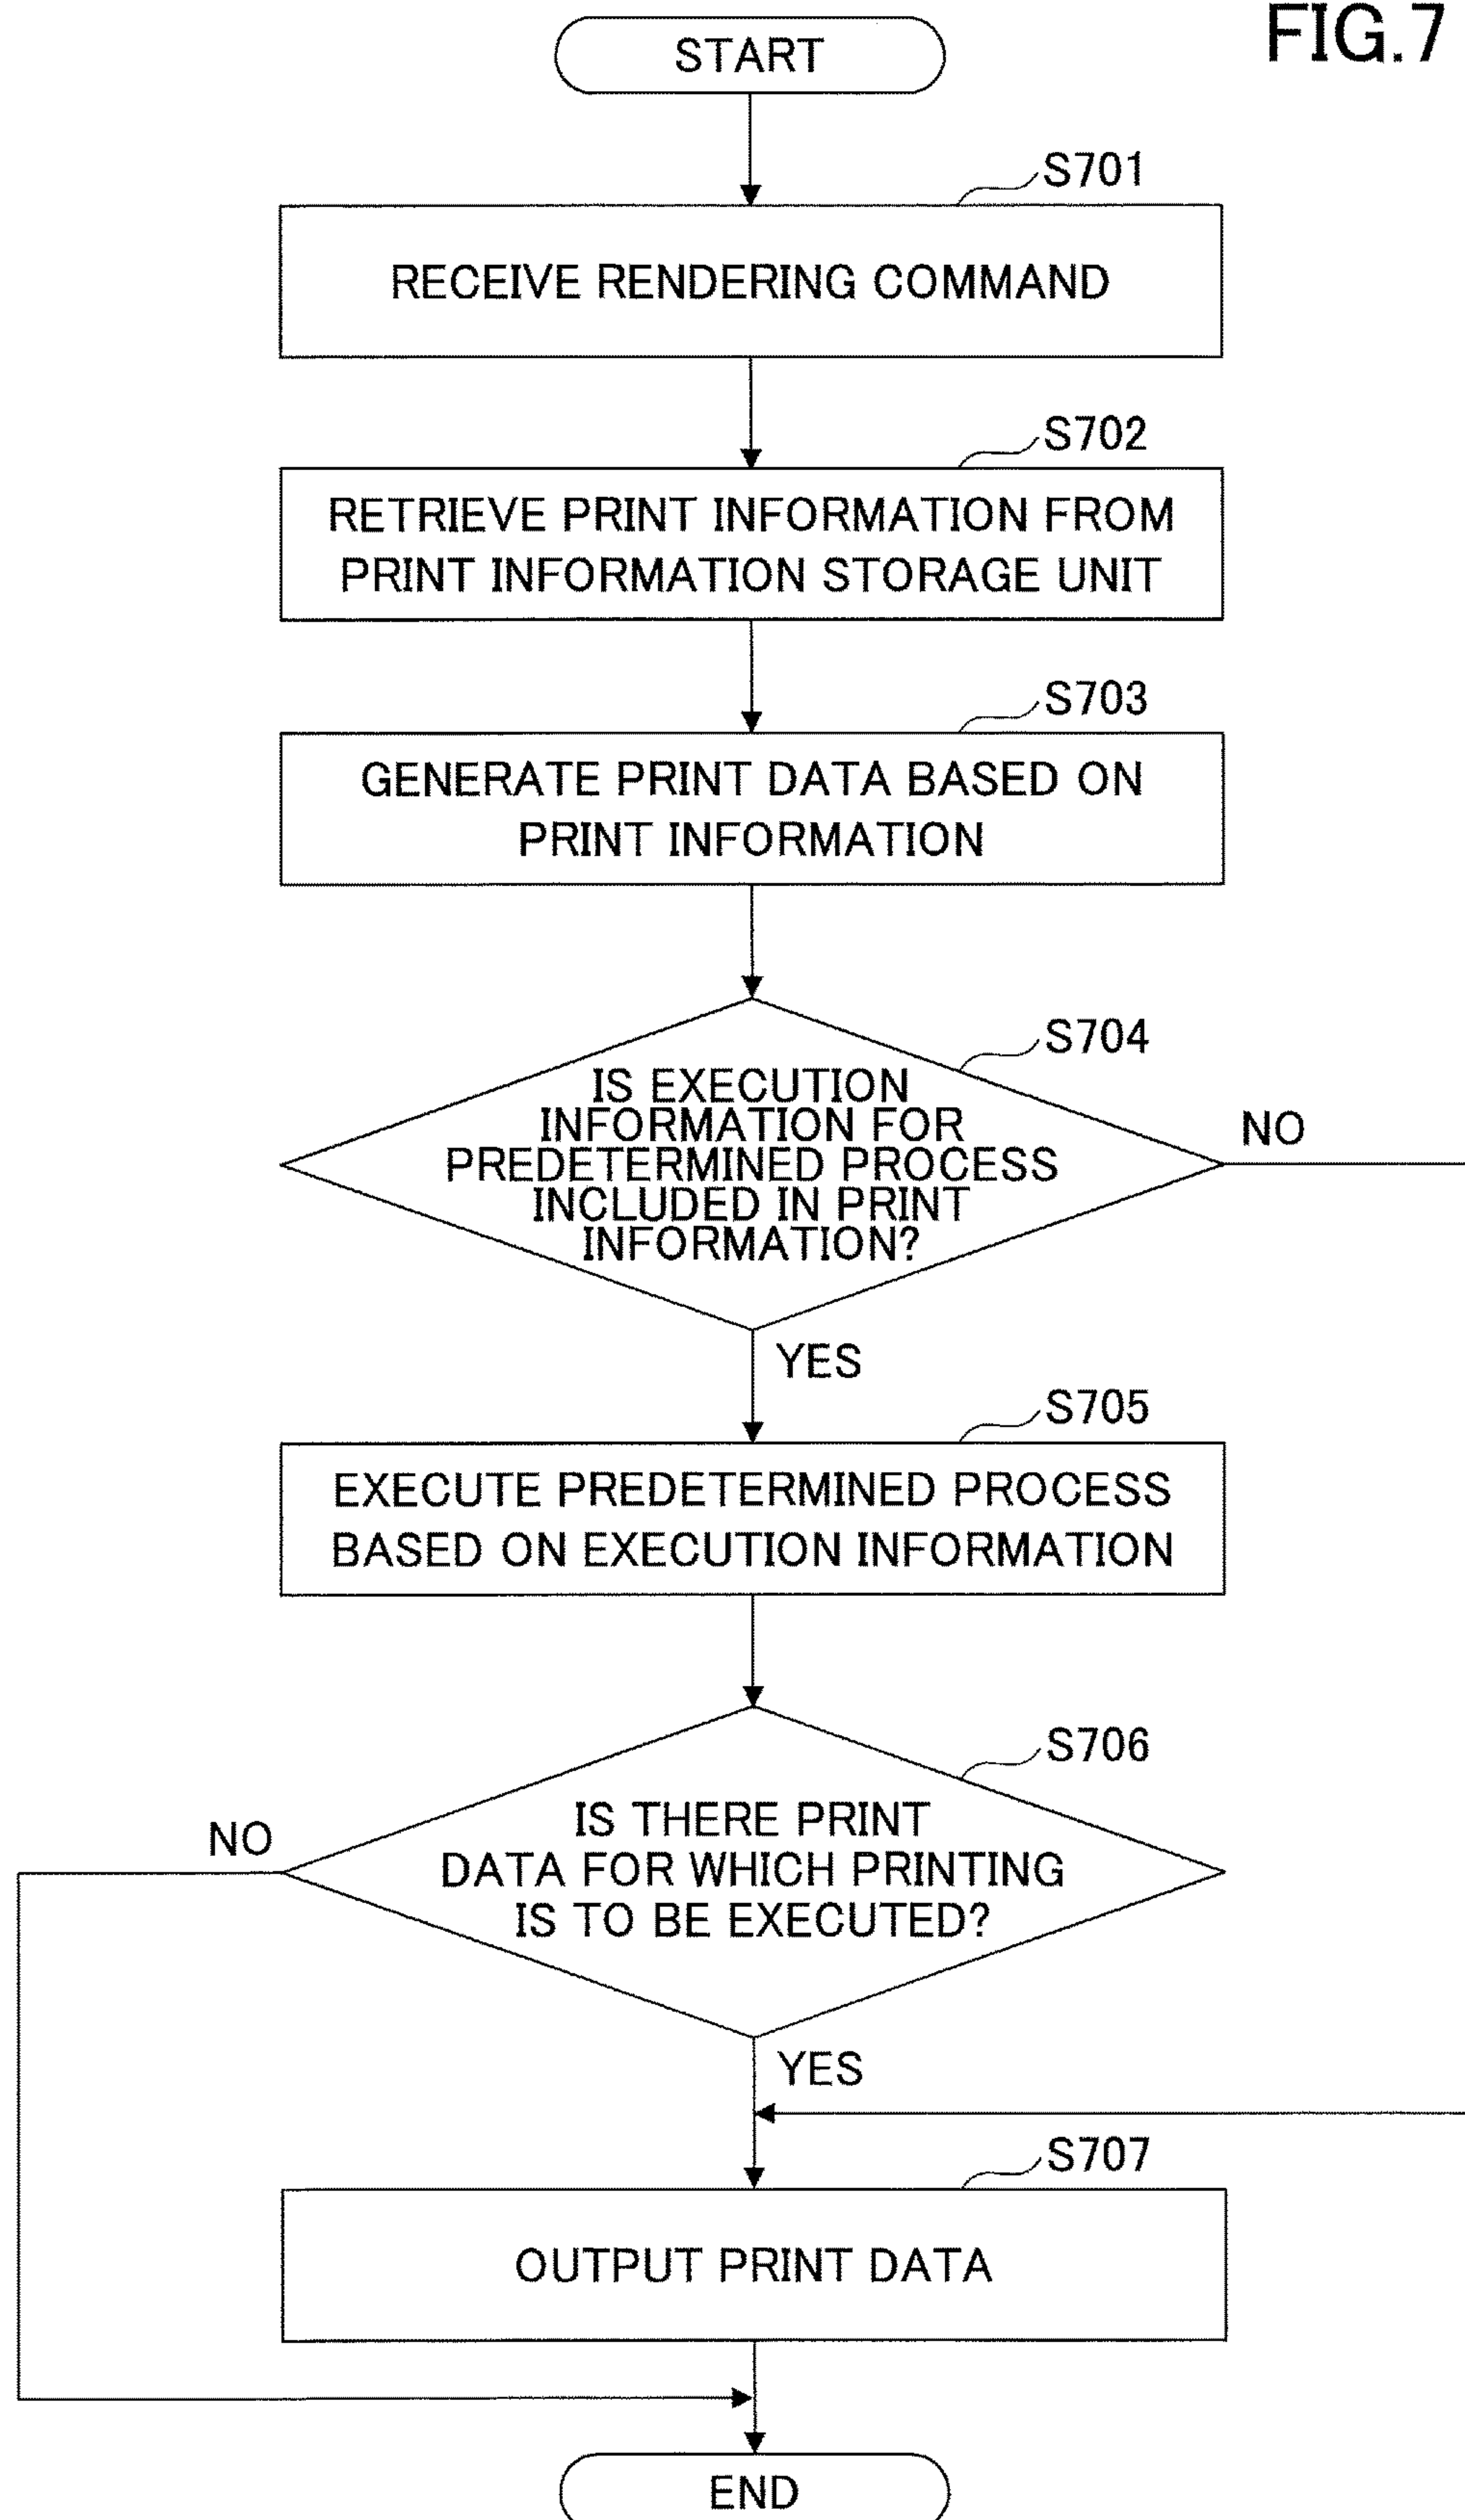 FIG.7
START
S701
RECEIVE RENDERING COMMAND
S702
RETRIEVE PRINT INFORMATION FROM
PRINT INFORMATION STORAGE UNIT
S703
GENERATE PRINT DATA BASED ON
PRINT INFORMATION
S704
IS EXECUTION
INFORMATION FOR
PREDETERMINED PROCESS
INCLUDED IN PRINT
INFORMATION?
NO
YES
S705
EXECUTE PREDETERMINED PROCESS
BASED ON EXECUTION INFORMATION
S706
IS THERE PRINT
DATA FOR WHICH PRINTING
IS TO BE EXECUTED?
NO
YES
S707
OUTPUT PRINT DATA
END